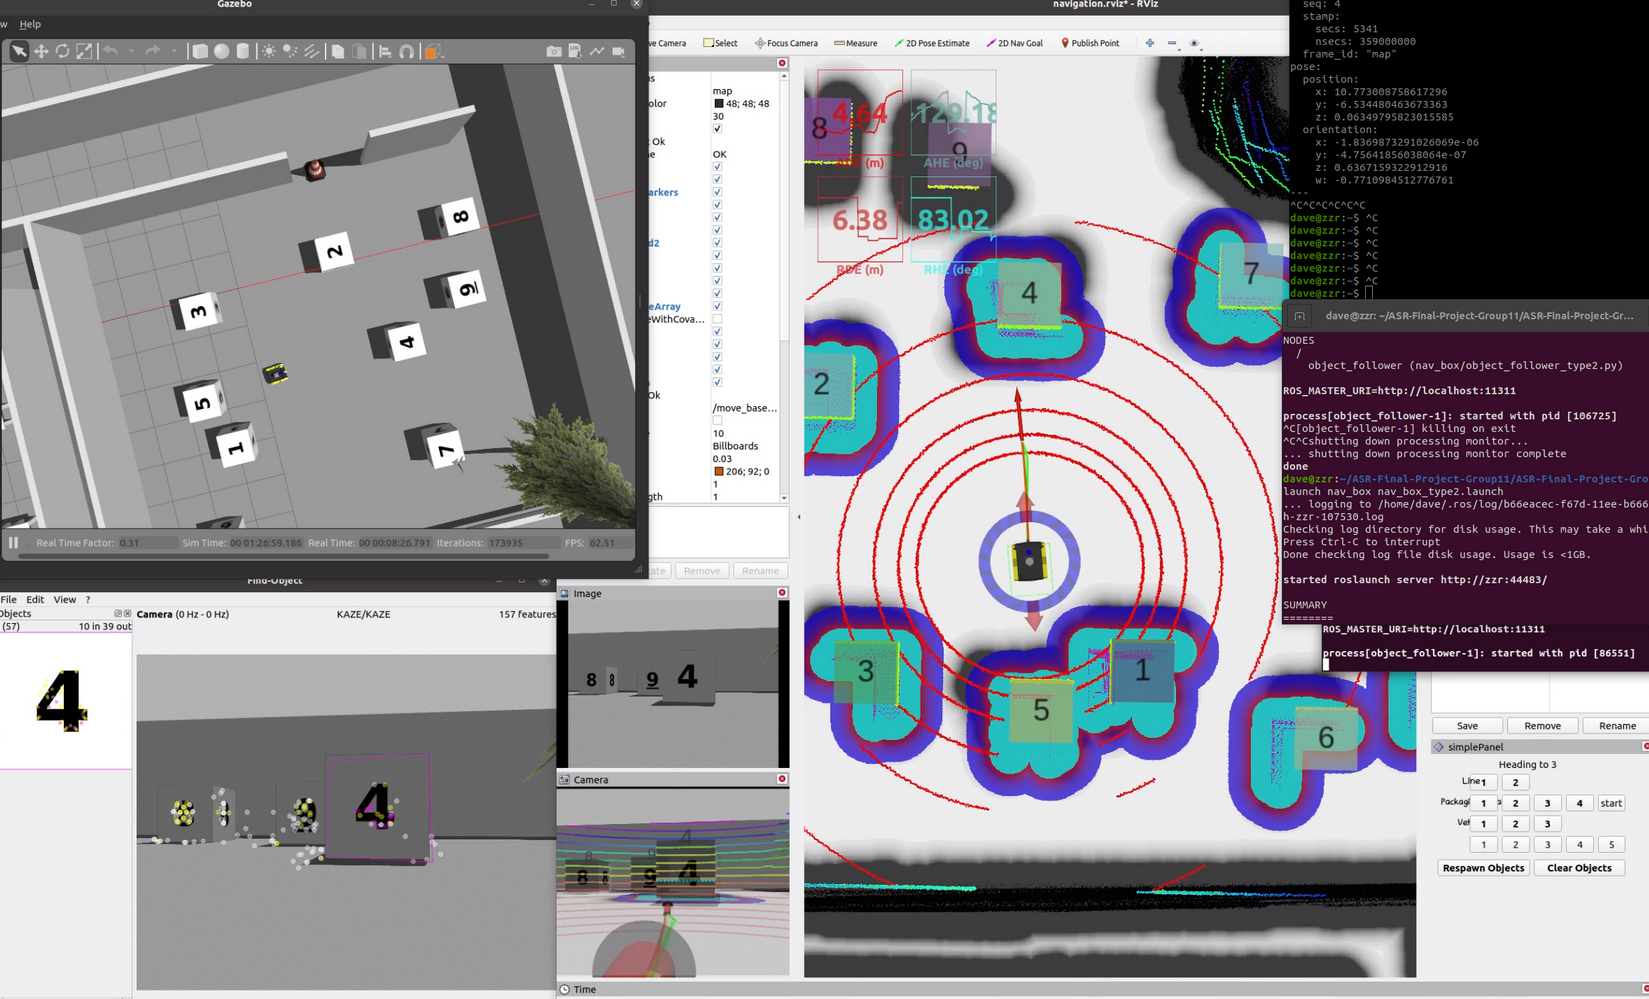 Gazebo
w Help
Real Time Factor: 0.31 Sim Time: 00 01:26:59.186 Real Time: 00 00:08:26.791 Iterations: 173935 FPS: 62.51
8
2
9
3
4
5
1
7
navigation.rviz* - RViz
ve Camera Select Focus Camera Measure 2D Pose Estimate 2D Nav Goal Publish Point
ns
map
olor 48; 48; 48
30
Ok
ne OK
arkers
d2
eArray
eWithCova...
Ok
/move_base...
10
Billboards
0.03
206; 92; 0
1
ngth 1
Remove Rename
8
9
4.64
129.18
AHE (deg)
6.38
83.02
RDE (m)
RHE (deg)
4
7
2
3
5
1
6
seq: 4
stamp:
secs: 5341
nsecs: 359000000
frame_id: "map"
pose:
position:
x: 10.773008758617296
y: -6.534480463673363
z: 0.06349795823015585
orientation:
x: -1.8369873291026069e-06
y: -4.75641856038064e-07
z: 0.6367159322912916
w: -0.7710984512776761
---
^C^C^C^C^C^C
dave@zzr:~$ ^C
dave@zzr:~$ ^C
dave@zzr:~$ ^C
dave@zzr:~$ ^C
dave@zzr:~$ ^C
dave@zzr:~$ ^C
dave@zzr:~$
dave@zzr: ~/ASR-Final-Project-Group11/ASR-Final-Project-Gr...
NODES
/
object_follower (nav_box/object_follower_type2.py)
ROS_MASTER_URI=http://localhost:11311
process[object_follower-1]: started with pid [106725]
^C[object_follower-1] killing on exit
^C^Cshutting down processing monitor...
... shutting down processing monitor complete
done
dave@zzr:~/ASR-Final-Project-Group11/ASR-Final-Project-Gro
launch nav_box nav_box_type2.launch
... logging to /home/dave/.ros/log/b66eacec-f67d-11ee-b666
h-zzr-107530.log
Checking log directory for disk usage. This may take a whi
Press Ctrl-C to interrupt
Done checking log file disk usage. Usage is <1GB.
started roslaunch server http://zzr:44483/
SUMMARY
========
ROS_MASTER_URI=http://localhost:11311
process[object_follower-1]: started with pid [86551]
Save Remove Rename
simplePanel
Heading to 3
Line 1 2
1 2 3 4 start
1 2 3
1 2 3 4 5
Respawn Objects Clear Objects
Find-Object
File Edit View ?
Objects Camera (0 Hz - 0 Hz) KAZE/KAZE 157 features
(57) 10 in 39 out
4
4
Image
8 8 9 4
Camera
4
8 9 4
Time